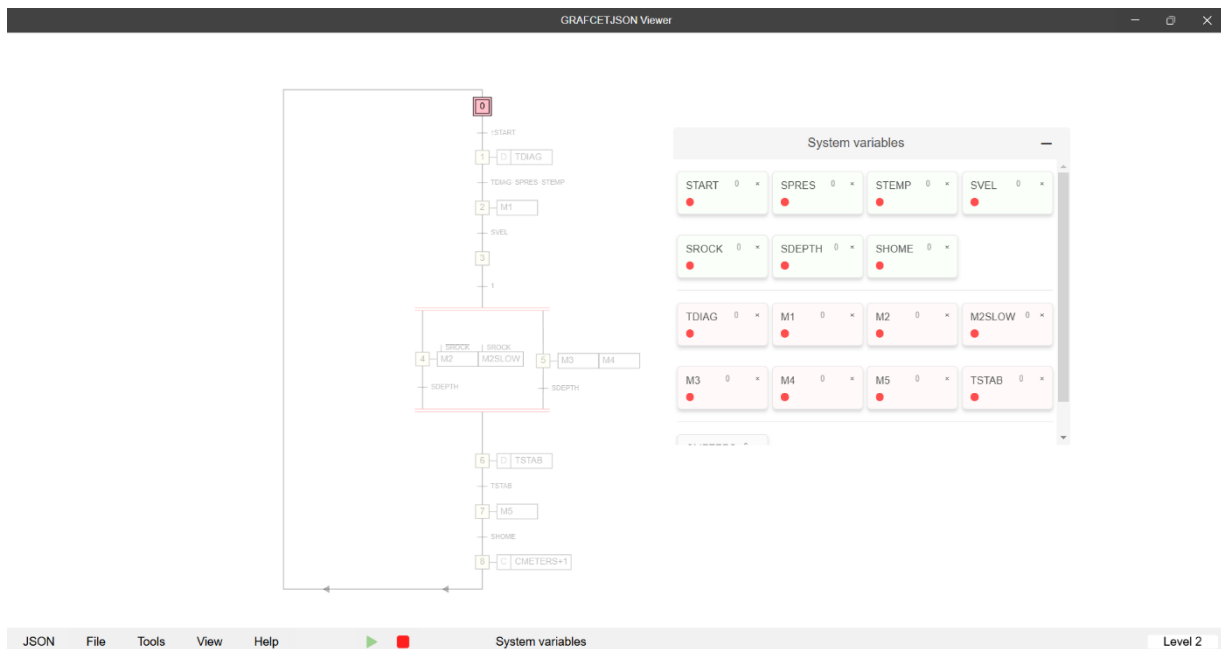 GRAFCETJSON Viewer
0
↑START
1 D TDIAG
TDIAG·SPRES·STEMP
2 M1
SVEL
3
1
SROCK SROCK
4 M2 M2SLOW 5 M3 M4
SDEPTH SDEPTH
6 D TSTAB
TSTAB
7 M5
SHOME
8 C CMETERS+1
System variables
START 0 × SPRES 0 × STEMP 0 × SVEL 0 ×
SROCK 0 × SDEPTH 0 × SHOME 0 ×
TDIAG 0 × M1 0 × M2 0 × M2SLOW 0 ×
M3 0 × M4 0 × M5 0 × TSTAB 0 ×
JSON File Tools View Help System variables Level 2